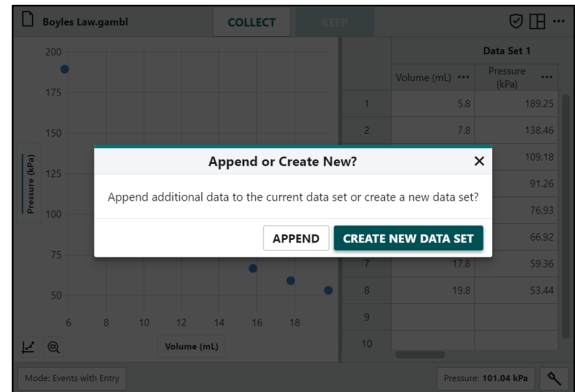 Boyles Law.gambl
COLLECT
KEEP
200
175
150
125
100
75
50
Pressure (kPa)
6 8 10 12 14 16 18
Volume (mL)
Data Set 1
Volume (mL) Pressure (kPa)
1 5.8 189.25
2 7.8 138.46
109.18
91.26
76.93
66.92
7 17.8 59.36
8 19.8 53.44
9
10
Append or Create New?
Append additional data to the current data set or create a new data set?
APPEND
CREATE NEW DATA SET
Mode: Events with Entry
Pressure: 101.04 kPa